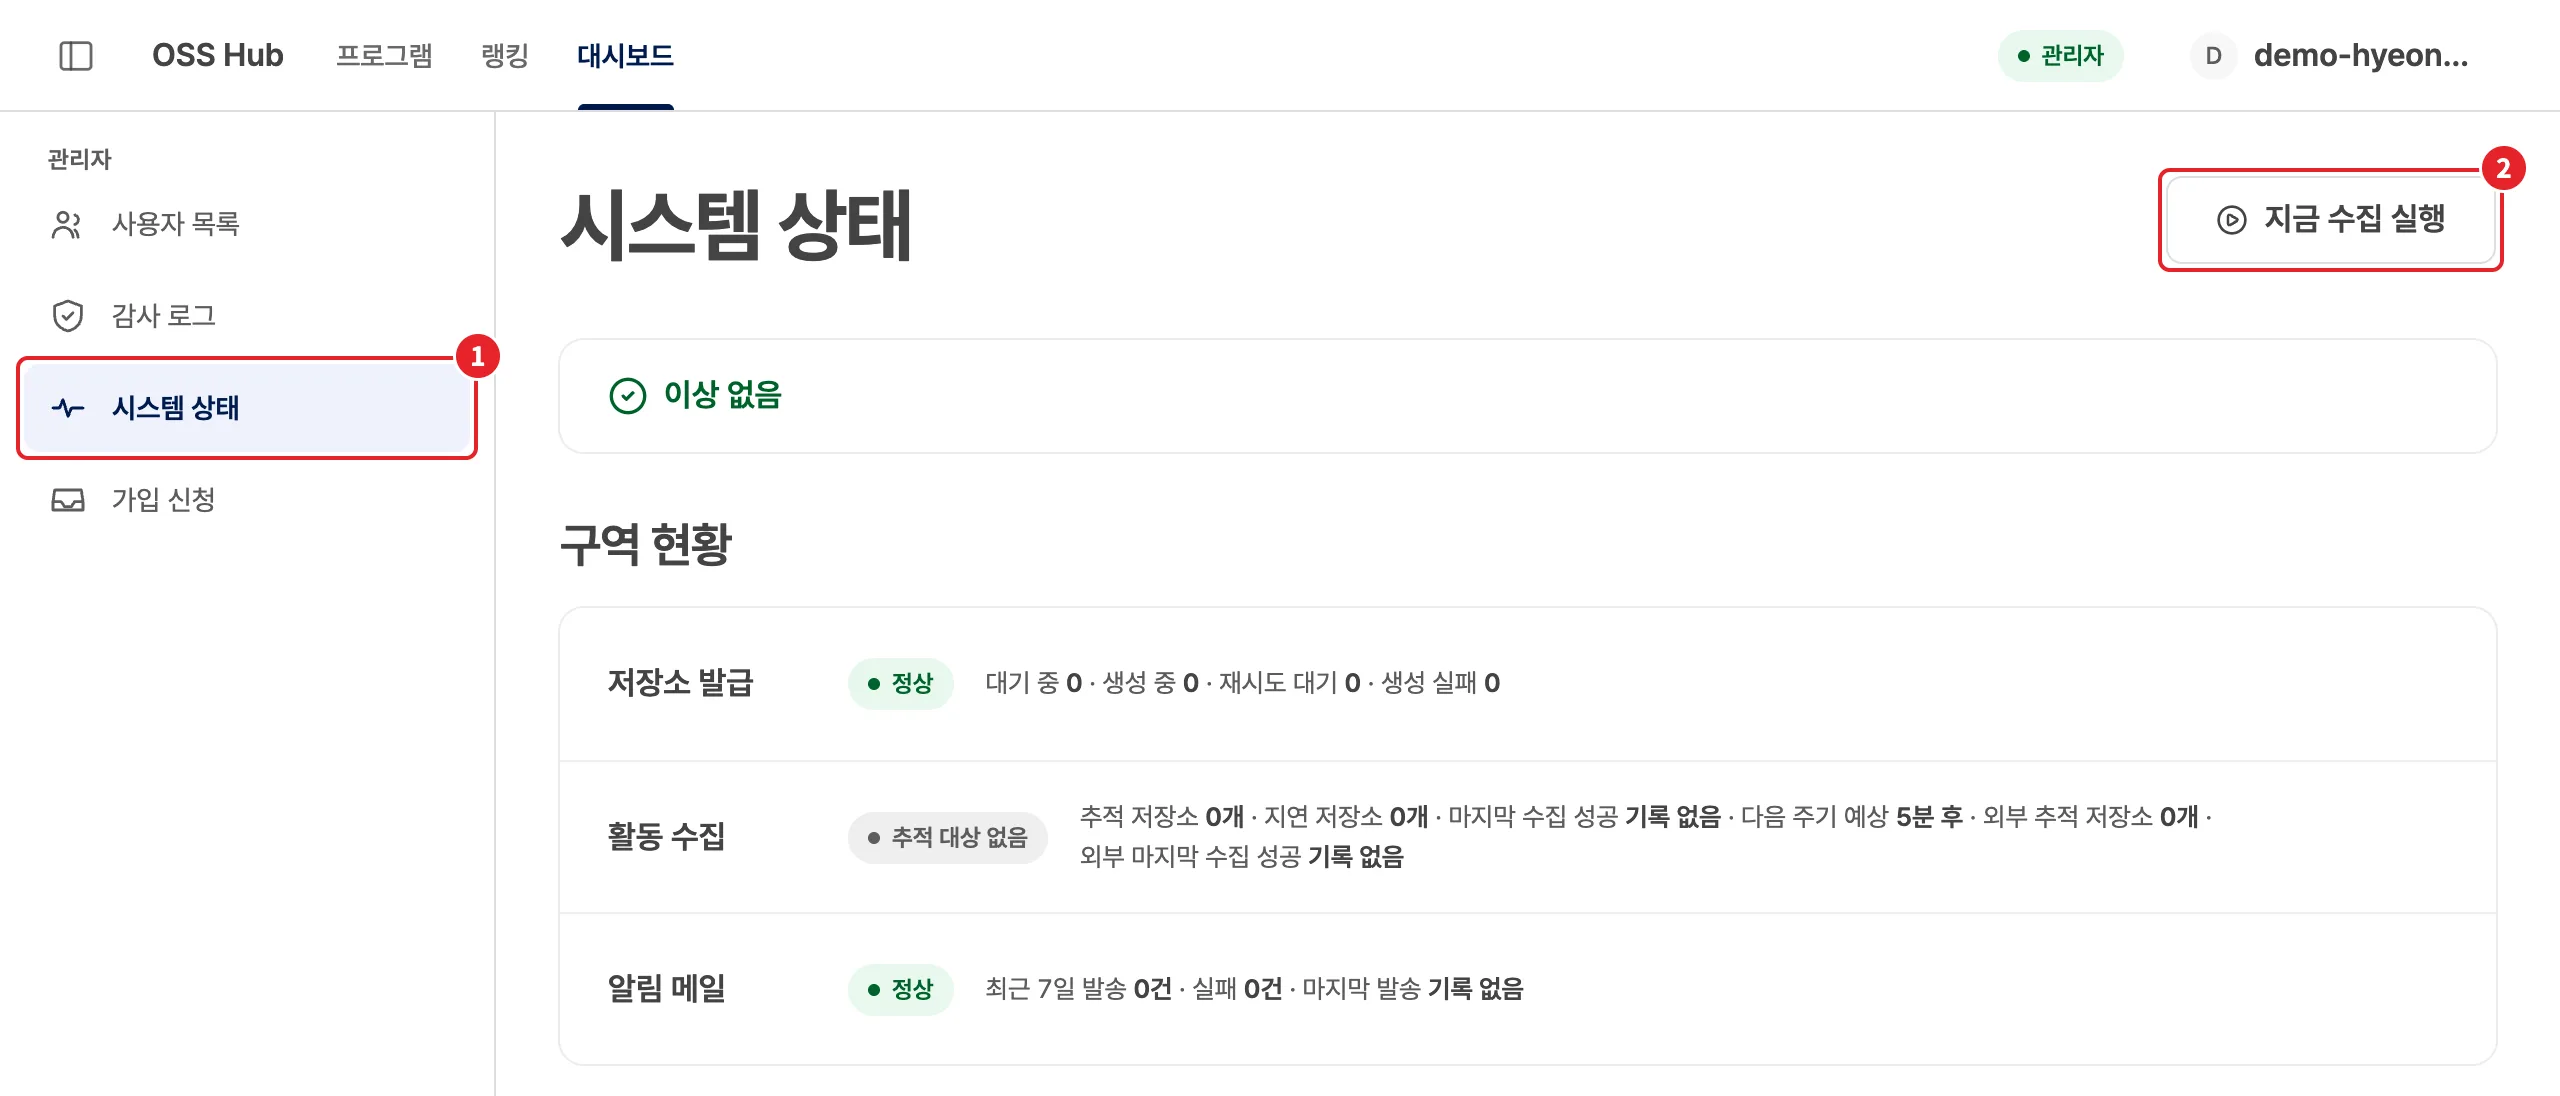 OSS Hub 프로그램 랭킹 대시보드 관리자 D demo-hyeon...
관리자
사용자 목록
감사 로그
1
시스템 상태
가입 신청
시스템 상태
2
지금 수집 실행
이상 없음
구역 현황
저장소 발급 정상 대기 중 0 · 생성 중 0 · 재시도 대기 0 · 생성 실패 0
활동 수집 추적 대상 없음 추적 저장소 0개 · 지연 저장소 0개 · 마지막 수집 성공 기록 없음 · 다음 주기 예상 5분 후 · 외부 추적 저장소 0개 ·
외부 마지막 수집 성공 기록 없음
알림 메일 정상 최근 7일 발송 0건 · 실패 0건 · 마지막 발송 기록 없음